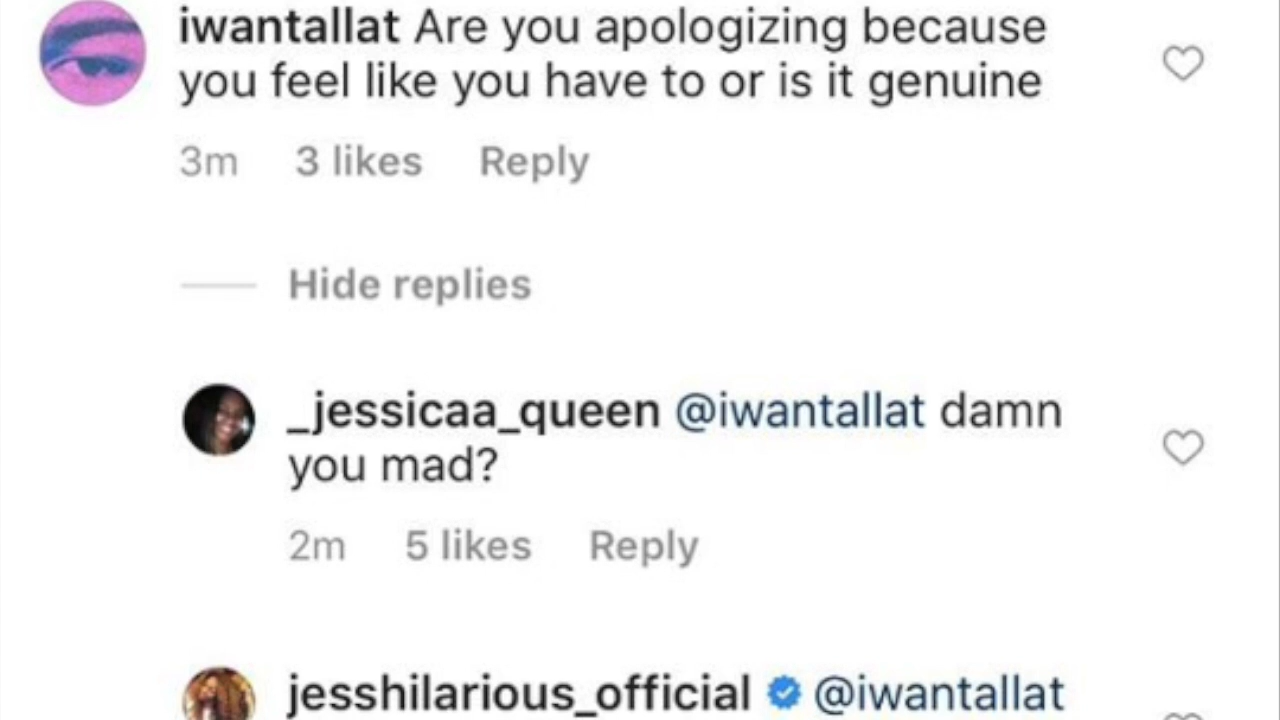 iwantallat Are you apologizing because
you feel like you have to or is it genuine
3m 3 likes Reply
Hide replies
_jessicaa_queen @iwantallat damn
you mad?
2m 5 likes Reply
jesshilarious_official @iwantallat